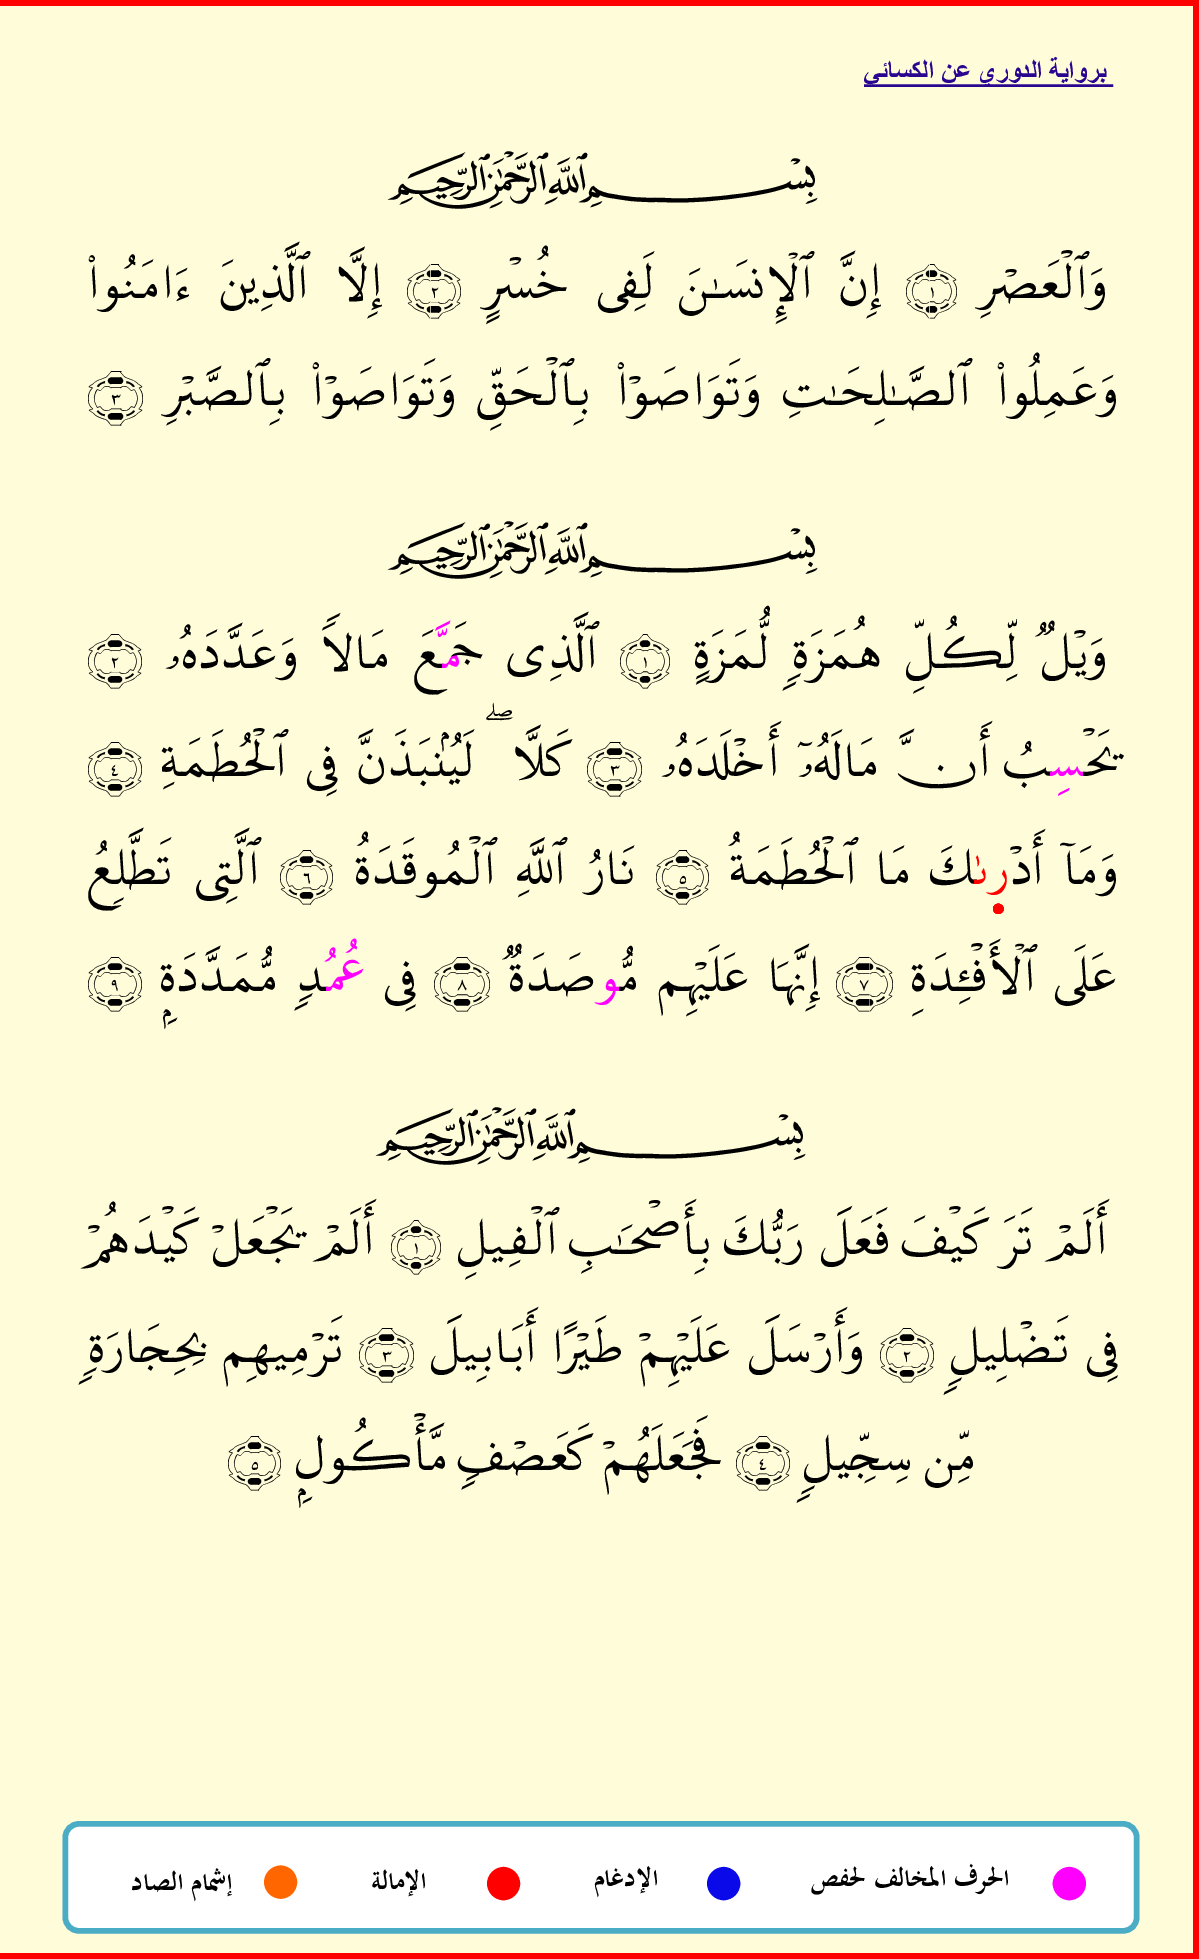 برواية الدوري عن الكسائي
بِسْمِ ٱللَّهِ ٱلرَّحْمَٰنِ ٱلرَّحِيمِ
وَٱلْعَصْرِ ١ إِنَّ ٱلْإِنسَـٰنَ لَفِى خُسْرٍ ٢ إِلَّا ٱلَّذِينَ ءَامَنُوا۟
وَعَمِلُوا۟ ٱلصَّـٰلِحَـٰتِ وَتَوَاصَوْا۟ بِٱلْحَقِّ وَتَوَاصَوْا۟ بِٱلصَّبْرِ ٣
بِسْمِ ٱللَّهِ ٱلرَّحْمَٰنِ ٱلرَّحِيمِ
وَيْلٌ لِّكُلِّ هُمَزَةٍ لُّمَزَةٍ ١ ٱلَّذِى جَمَّعَ مَالاً وَعَدَّدَهُۥ ٢
يَحْسِبُ أَنَّ مَالَهُۥٓ أَخْلَدَهُۥ ٣ كَلَّا ۖ لَيُنۢبَذَنَّ فِى ٱلْحُطَمَةِ ٤
وَمَآ أَدْرِىٰكَ مَا ٱلْحُطَمَةُ ٥ نَارُ ٱللَّهِ ٱلْمُوقَدَةُ ٦ ٱلَّتِى تَطَّلِعُ
عَلَى ٱلْأَفْـِٔدَةِ ٧ إِنَّهَا عَلَيْهِم مُّوصَدَةٌ ٨ فِى عُمُدٍ مُّمَدَّدَةٍۭ ٩
بِسْمِ ٱللَّهِ ٱلرَّحْمَٰنِ ٱلرَّحِيمِ
أَلَمْ تَرَ كَيْفَ فَعَلَ رَبُّكَ بِأَصْحَـٰبِ ٱلْفِيلِ ١ أَلَمْ يَجْعَلْ كَيْدَهُمْ
فِى تَضْلِيلٍ ٢ وَأَرْسَلَ عَلَيْهِمْ طَيْرًا أَبَابِيلَ ٣ تَرْمِيهِم بِحِجَارَةٍ
مِّن سِجِّيلٍ ٤ فَجَعَلَهُمْ كَعَصْفٍ مَّأْكُولٍۭ ٥
الحرف المخالف لحفص الإدغام الإمالة إشمام الصاد